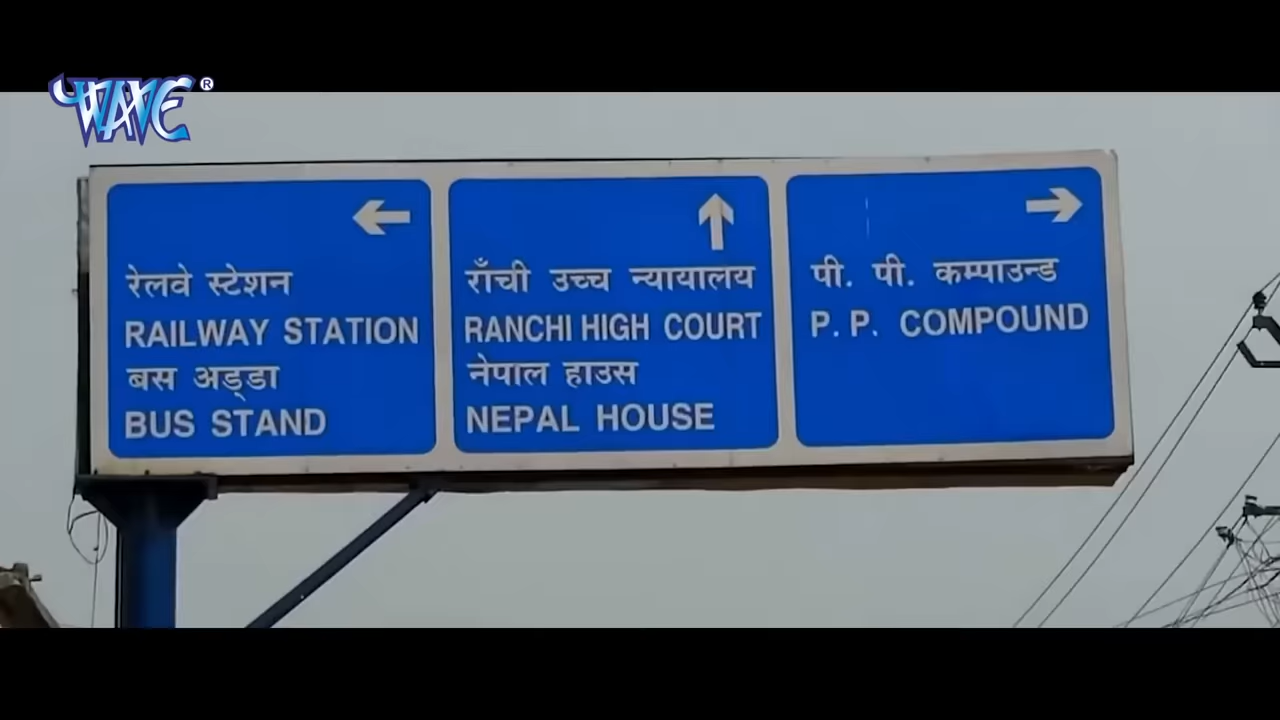 WAVE®
रेलवे स्टेशन
RAILWAY STATION
बस अड्डा
BUS STAND
राँची उच्च न्यायालय
RANCHI HIGH COURT
नेपाल हाउस
NEPAL HOUSE
पी. पी. कम्पाउन्ड
P. P. COMPOUND